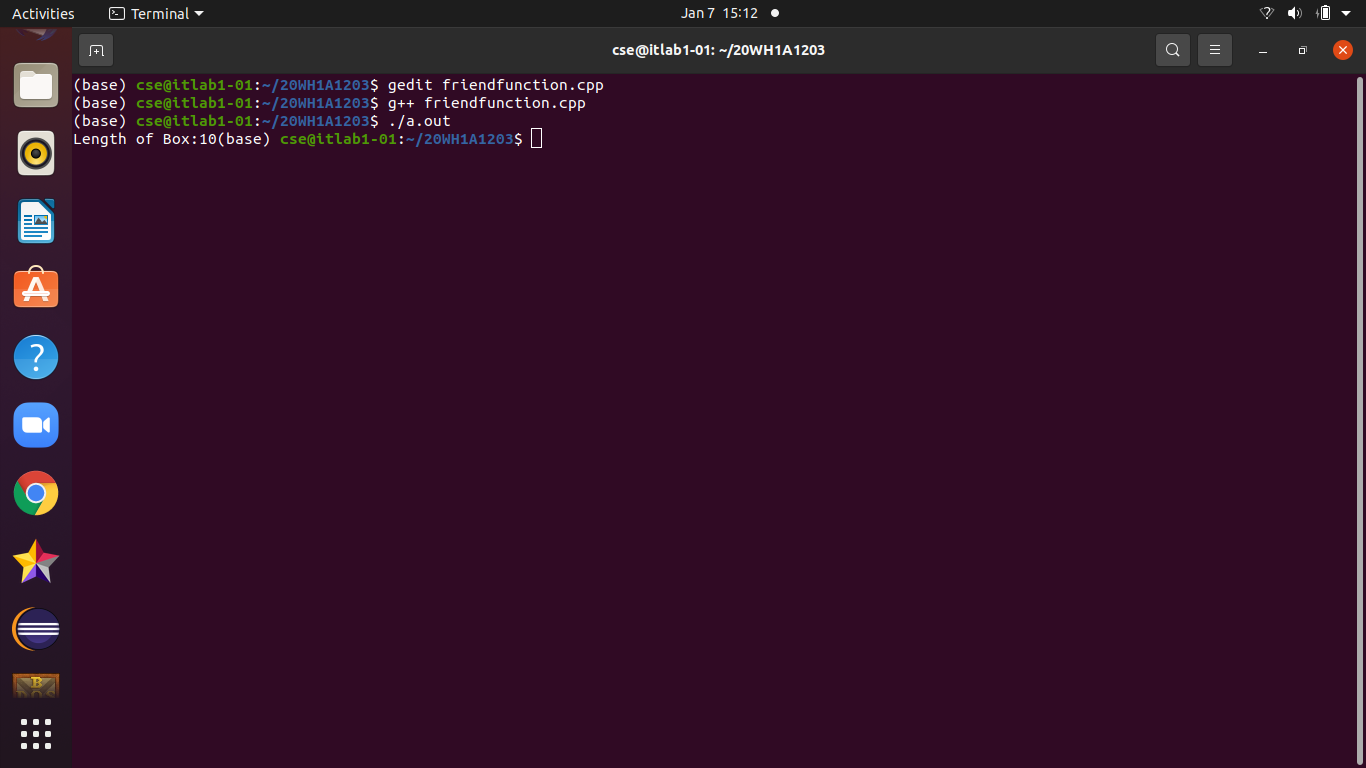 Activities Terminal Jan 7 15:12
cse@itlab1-01: ~/20WH1A1203
(base) cse@itlab1-01:~/20WH1A1203$ gedit friendfunction.cpp
(base) cse@itlab1-01:~/20WH1A1203$ g++ friendfunction.cpp
(base) cse@itlab1-01:~/20WH1A1203$ ./a.out
Length of Box:10(base) cse@itlab1-01:~/20WH1A1203$